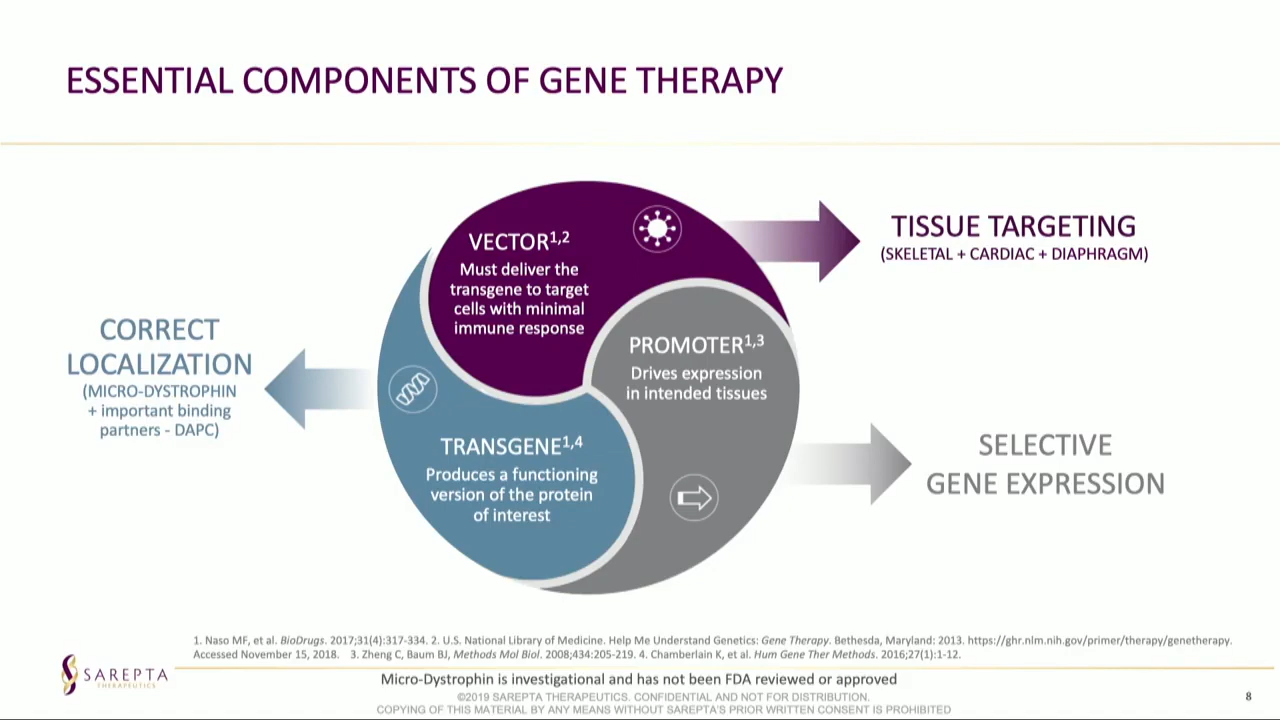 ESSENTIAL COMPONENTS OF GENE THERAPY
VECTOR1,2
Must deliver the
transgene to target
cells with minimal
immune response
TISSUE TARGETING
(SKELETAL + CARDIAC + DIAPHRAGM)
CORRECT
LOCALIZATION
(MICRO-DYSTROPHIN
+ important binding
partners - DAPC)
PROMOTER1,3
Drives expression
in intended tissues
TRANSGENE1,4
Produces a functioning
version of the protein
of interest
SELECTIVE
GENE EXPRESSION
1. Naso MF, et al. BioDrugs. 2017;31(4):317-334. 2. U.S. National Library of Medicine. Help Me Understand Genetics: Gene Therapy. Bethesda, Maryland: 2013. https://ghr.nlm.nih.gov/primer/therapy/genetherapy.
Accessed November 15, 2018. 3. Zheng C, Baum BJ, Methods Mol Biol. 2008;434:205-219. 4. Chamberlain K, et al. Hum Gene Ther Methods. 2016;27(1):1-12.
SAREPTA
THERAPEUTICS
Micro-Dystrophin is investigational and has not been FDA reviewed or approved
©2019 SAREPTA THERAPEUTICS. CONFIDENTIAL AND NOT FOR DISTRIBUTION.
COPYING OF THIS MATERIAL BY ANY MEANS WITHOUT SAREPTA'S PRIOR WRITTEN CONSENT IS PROHIBITED
8